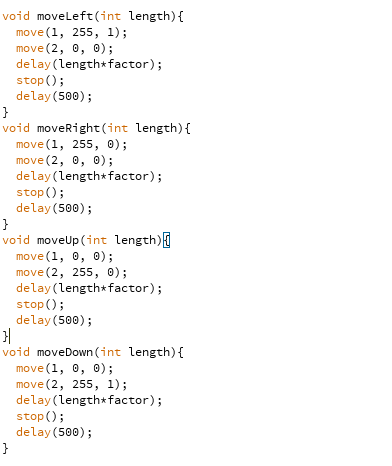 void moveLeft(int length){
  move(1, 255, 1);
  move(2, 0, 0);
  delay(length*factor);
  stop();
  delay(500);
}
void moveRight(int length){
  move(1, 255, 0);
  move(2, 0, 0);
  delay(length*factor);
  stop();
  delay(500);
}
void moveUp(int length){
  move(1, 0, 0);
  move(2, 255, 0);
  delay(length*factor);
  stop();
  delay(500);
}
void moveDown(int length){
  move(1, 0, 0);
  move(2, 255, 1);
  delay(length*factor);
  stop();
  delay(500);
}